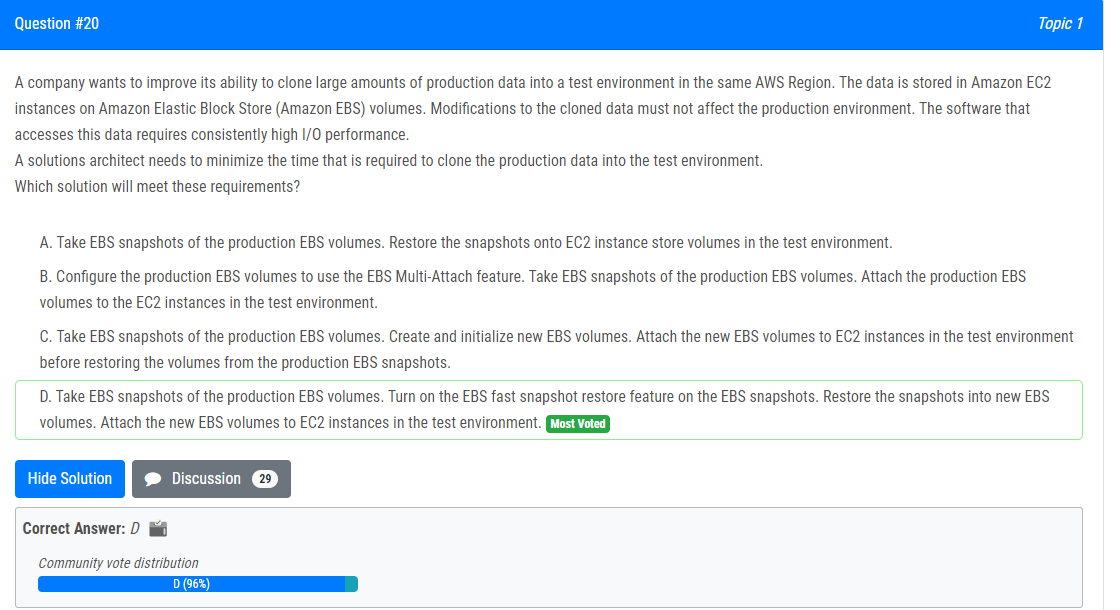 Question #20
Topic 1
A company wants to improve its ability to clone large amounts of production data into a test environment in the same AWS Region. The data is stored in Amazon EC2
instances on Amazon Elastic Block Store (Amazon EBS) volumes. Modifications to the cloned data must not affect the production environment. The software that
accesses this data requires consistently high I/O performance.
A solutions architect needs to minimize the time that is required to clone the production data into the test environment.
Which solution will meet these requirements?
A. Take EBS snapshots of the production EBS volumes. Restore the snapshots onto EC2 instance store volumes in the test environment.
B. Configure the production EBS volumes to use the EBS Multi-Attach feature. Take EBS snapshots of the production EBS volumes. Attach the production EBS
volumes to the EC2 instances in the test environment.
C. Take EBS snapshots of the production EBS volumes. Create and initialize new EBS volumes. Attach the new EBS volumes to EC2 instances in the test environment
before restoring the volumes from the production EBS snapshots.
D. Take EBS snapshots of the production EBS volumes. Turn on the EBS fast snapshot restore feature on the EBS snapshots. Restore the snapshots into new EBS
volumes. Attach the new EBS volumes to EC2 instances in the test environment. Most Voted
Hide Solution
Discussion 29
Correct Answer: D
Community vote distribution
D (96%)